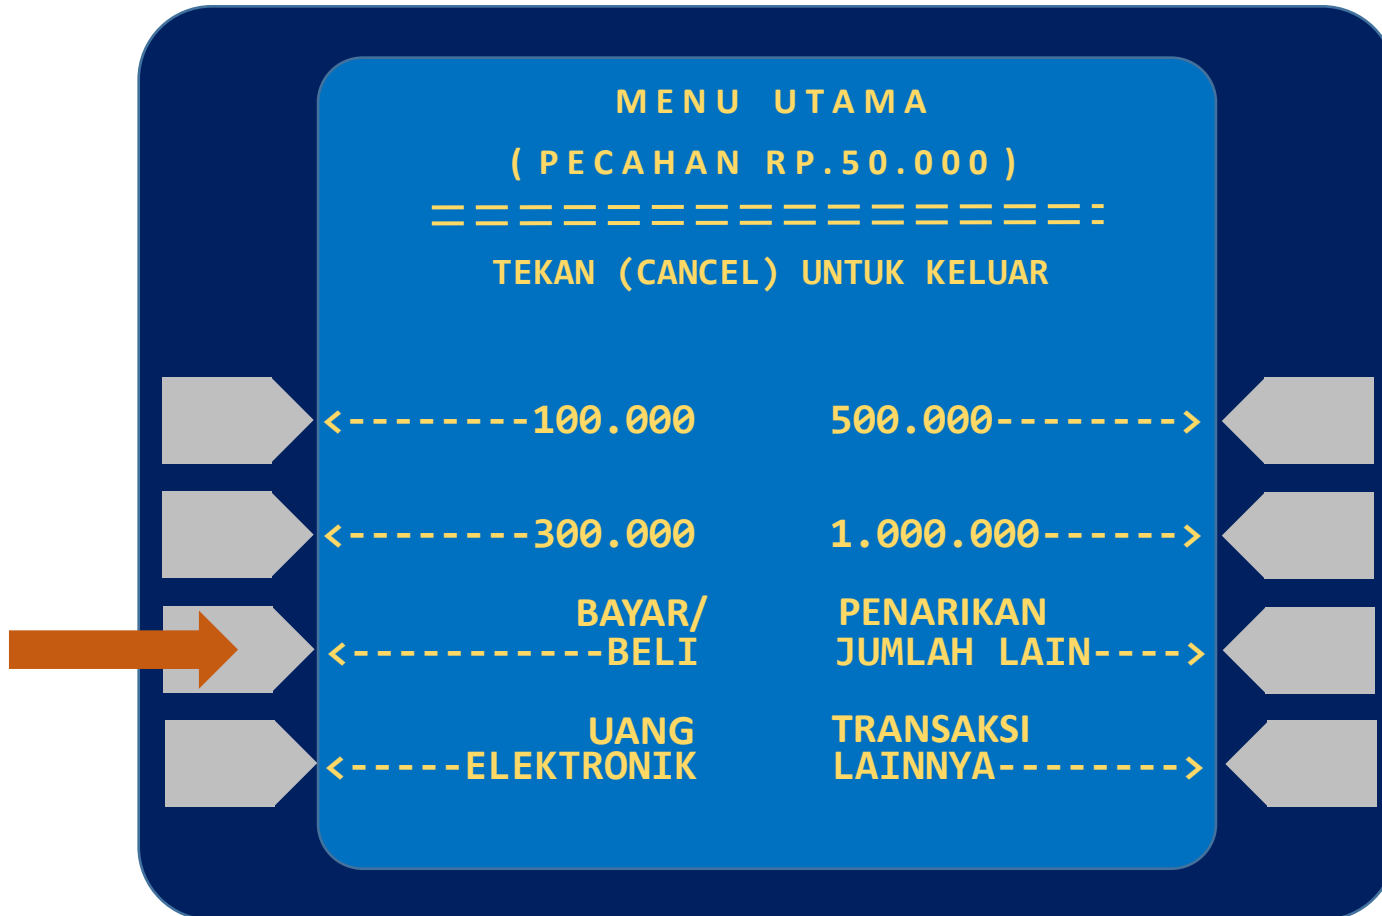 MENU UTAMA
(PECAHAN RP.50.000)
================
TEKAN (CANCEL) UNTUK KELUAR
<--------100.000 500.000-------->
<--------300.000 1.000.000------>
BAYAR/ PENARIKAN
<-----------BELI JUMLAH LAIN---->
UANG TRANSAKSI
<-----ELEKTRONIK LAINNYA-------->